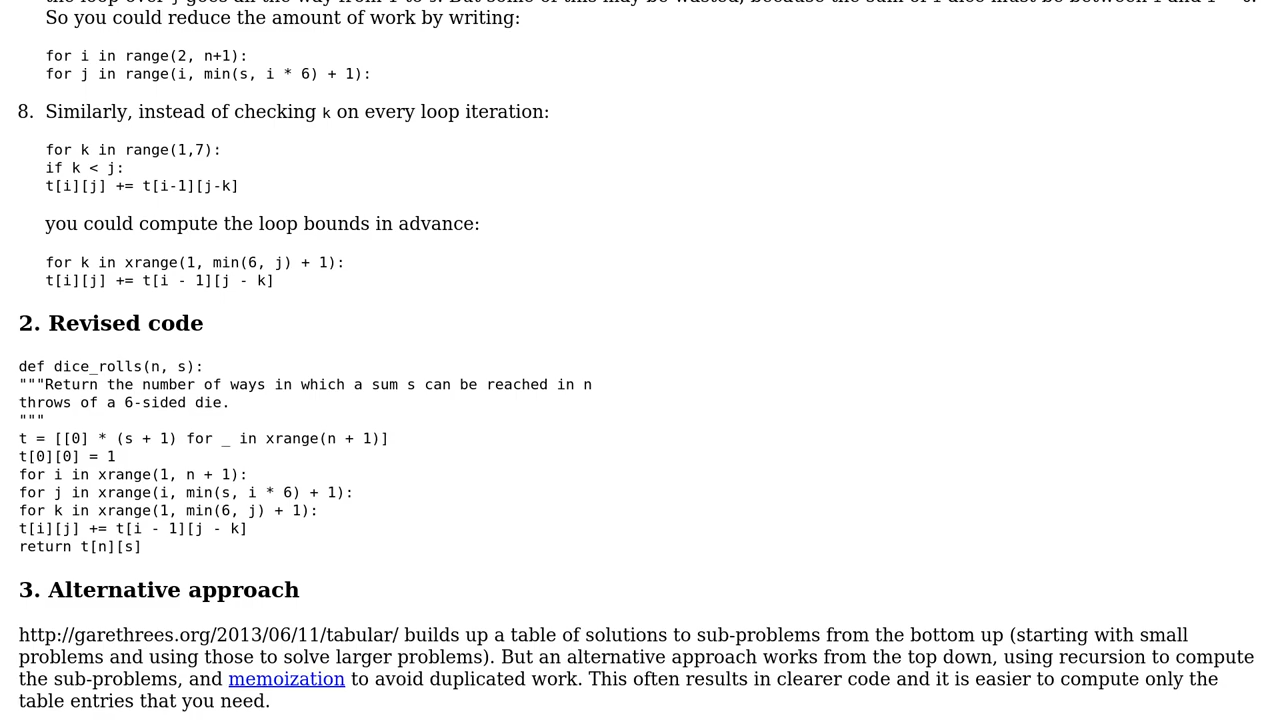 So you could reduce the amount of work by writing:
for i in range(2, n+1):
for j in range(i, min(s, i * 6) + 1):
8. Similarly, instead of checking k on every loop iteration:
for k in range(1,7):
if k < j:
t[i][j] += t[i-1][j-k]
you could compute the loop bounds in advance:
for k in xrange(1, min(6, j) + 1):
t[i][j] += t[i - 1][j - k]
2. Revised code
def dice_rolls(n, s):
"""Return the number of ways in which a sum s can be reached in n
throws of a 6-sided die.
"""
t = [[0] * (s + 1) for _ in xrange(n + 1)]
t[0][0] = 1
for i in xrange(1, n + 1):
for j in xrange(i, min(s, i * 6) + 1):
for k in xrange(1, min(6, j) + 1):
t[i][j] += t[i - 1][j - k]
return t[n][s]
3. Alternative approach
http://garethrees.org/2013/06/11/tabular/ builds up a table of solutions to sub-problems from the bottom up (starting with small
problems and using those to solve larger problems). But an alternative approach works from the top down, using recursion to compute
the sub-problems, and memoization to avoid duplicated work. This often results in clearer code and it is easier to compute only the
table entries that you need.